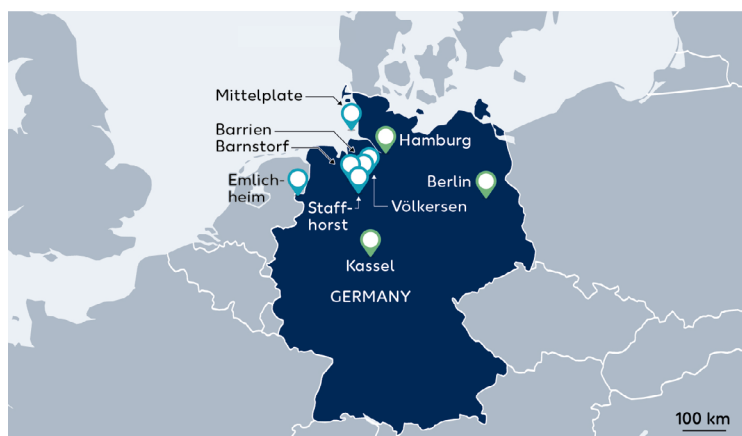 Mittelplate
Barrien
Barnstorf
Hamburg
Emlich-
heim
Berlin
Staff-
horst
Völkersen
Kassel
GERMANY
100 km